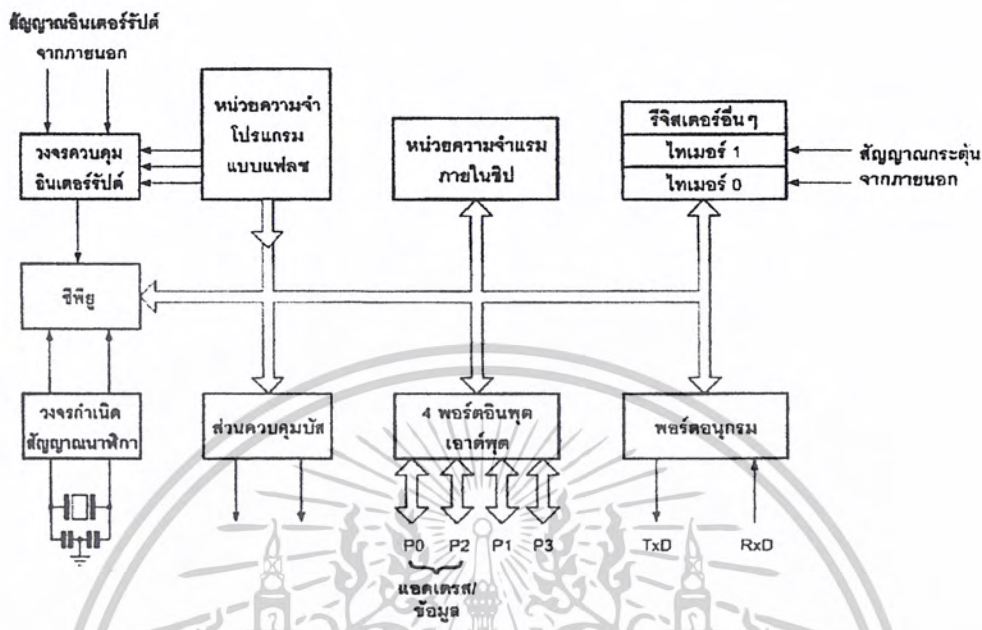 สัญญาณอินเตอร์รัปต์
จากภายนอก
วงจรควบคุม
อินเตอร์รัปต์
หน่วยความจำ
โปรแกรม
แบบแฟลช
หน่วยความจำแรม
ภายในชิป
รีจิสเตอร์อื่นๆ
ไทเมอร์ 1
ไทเมอร์ 0
สัญญาณกระตุ้น
จากภายนอก
ซีพียู
วงจรกำเนิด
สัญญาณนาฬิกา
ส่วนควบคุมบัส
4 พอร์ตอินพุต
เอาต์พุต
พอร์ตอนุกรม
P0 P2 P1 P3
แอดเดรส/
ข้อมูล
TxD RxD